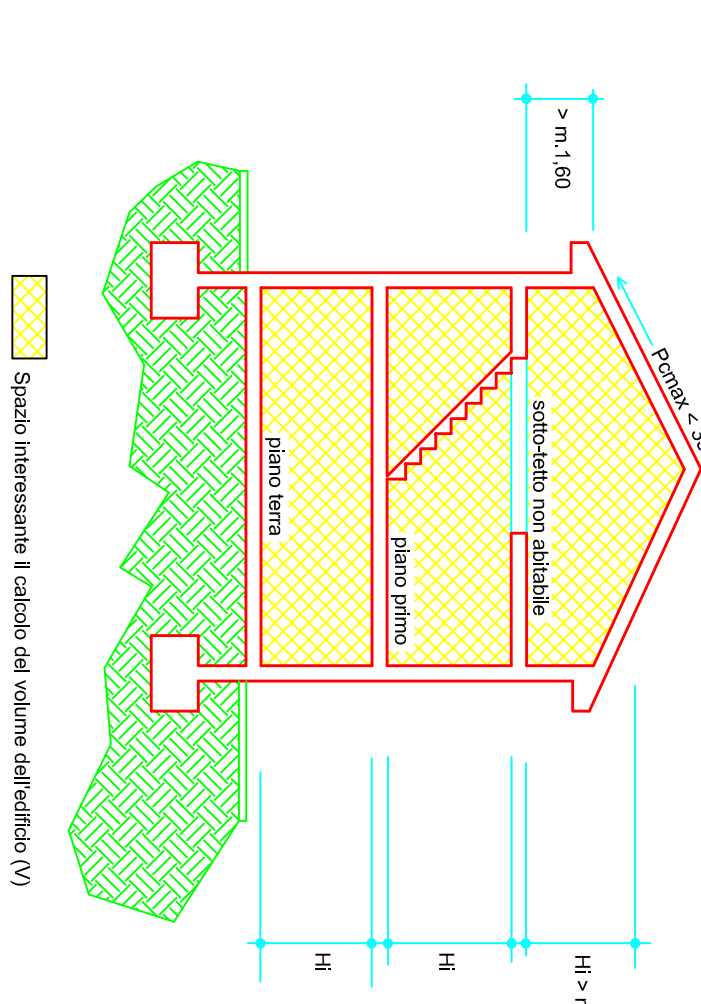 > m.1,60
Pcmax <
sotto-tetto non abitabile
piano primo
piano terra
Hi >
Hi
Hi
Spazio interessante il calcolo del volume dell'edificio (V)